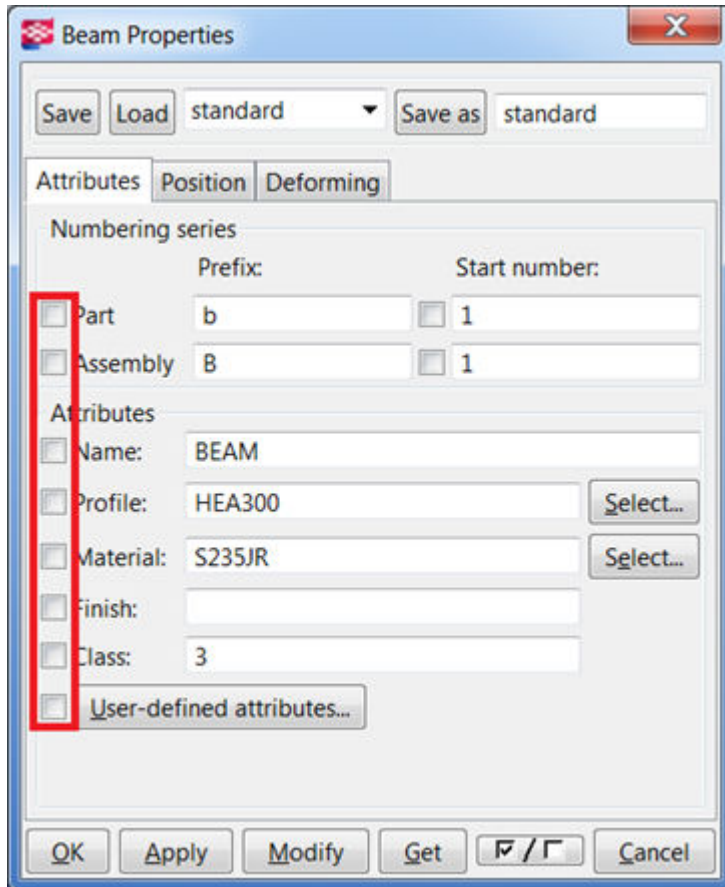 Beam Properties
Save Load standard Save as standard
Attributes Position Deforming
Numbering series
Prefix: Start number:
Part b 1
Assembly B 1
Attributes
Name: BEAM
Profile: HEA300 Select...
Material: S235JR Select...
Finish:
Class: 3
User-defined attributes...
OK Apply Modify Get / Cancel